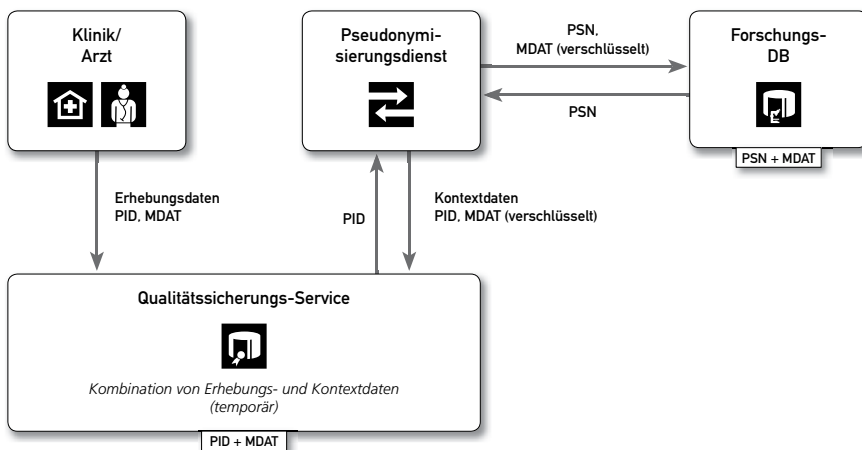 Klinik/
Arzt
Pseudonymi-
sierungsdienst
PSN,
MDAT (verschlüsselt)
PSN
Forschungs-
DB
PSN + MDAT
Erhebungsdaten
PID, MDAT
PID
Kontextdaten
PID, MDAT (verschlüsselt)
Qualitätssicherungs-Service
Kombination von Erhebungs- und Kontextdaten
(temporär)
PID + MDAT